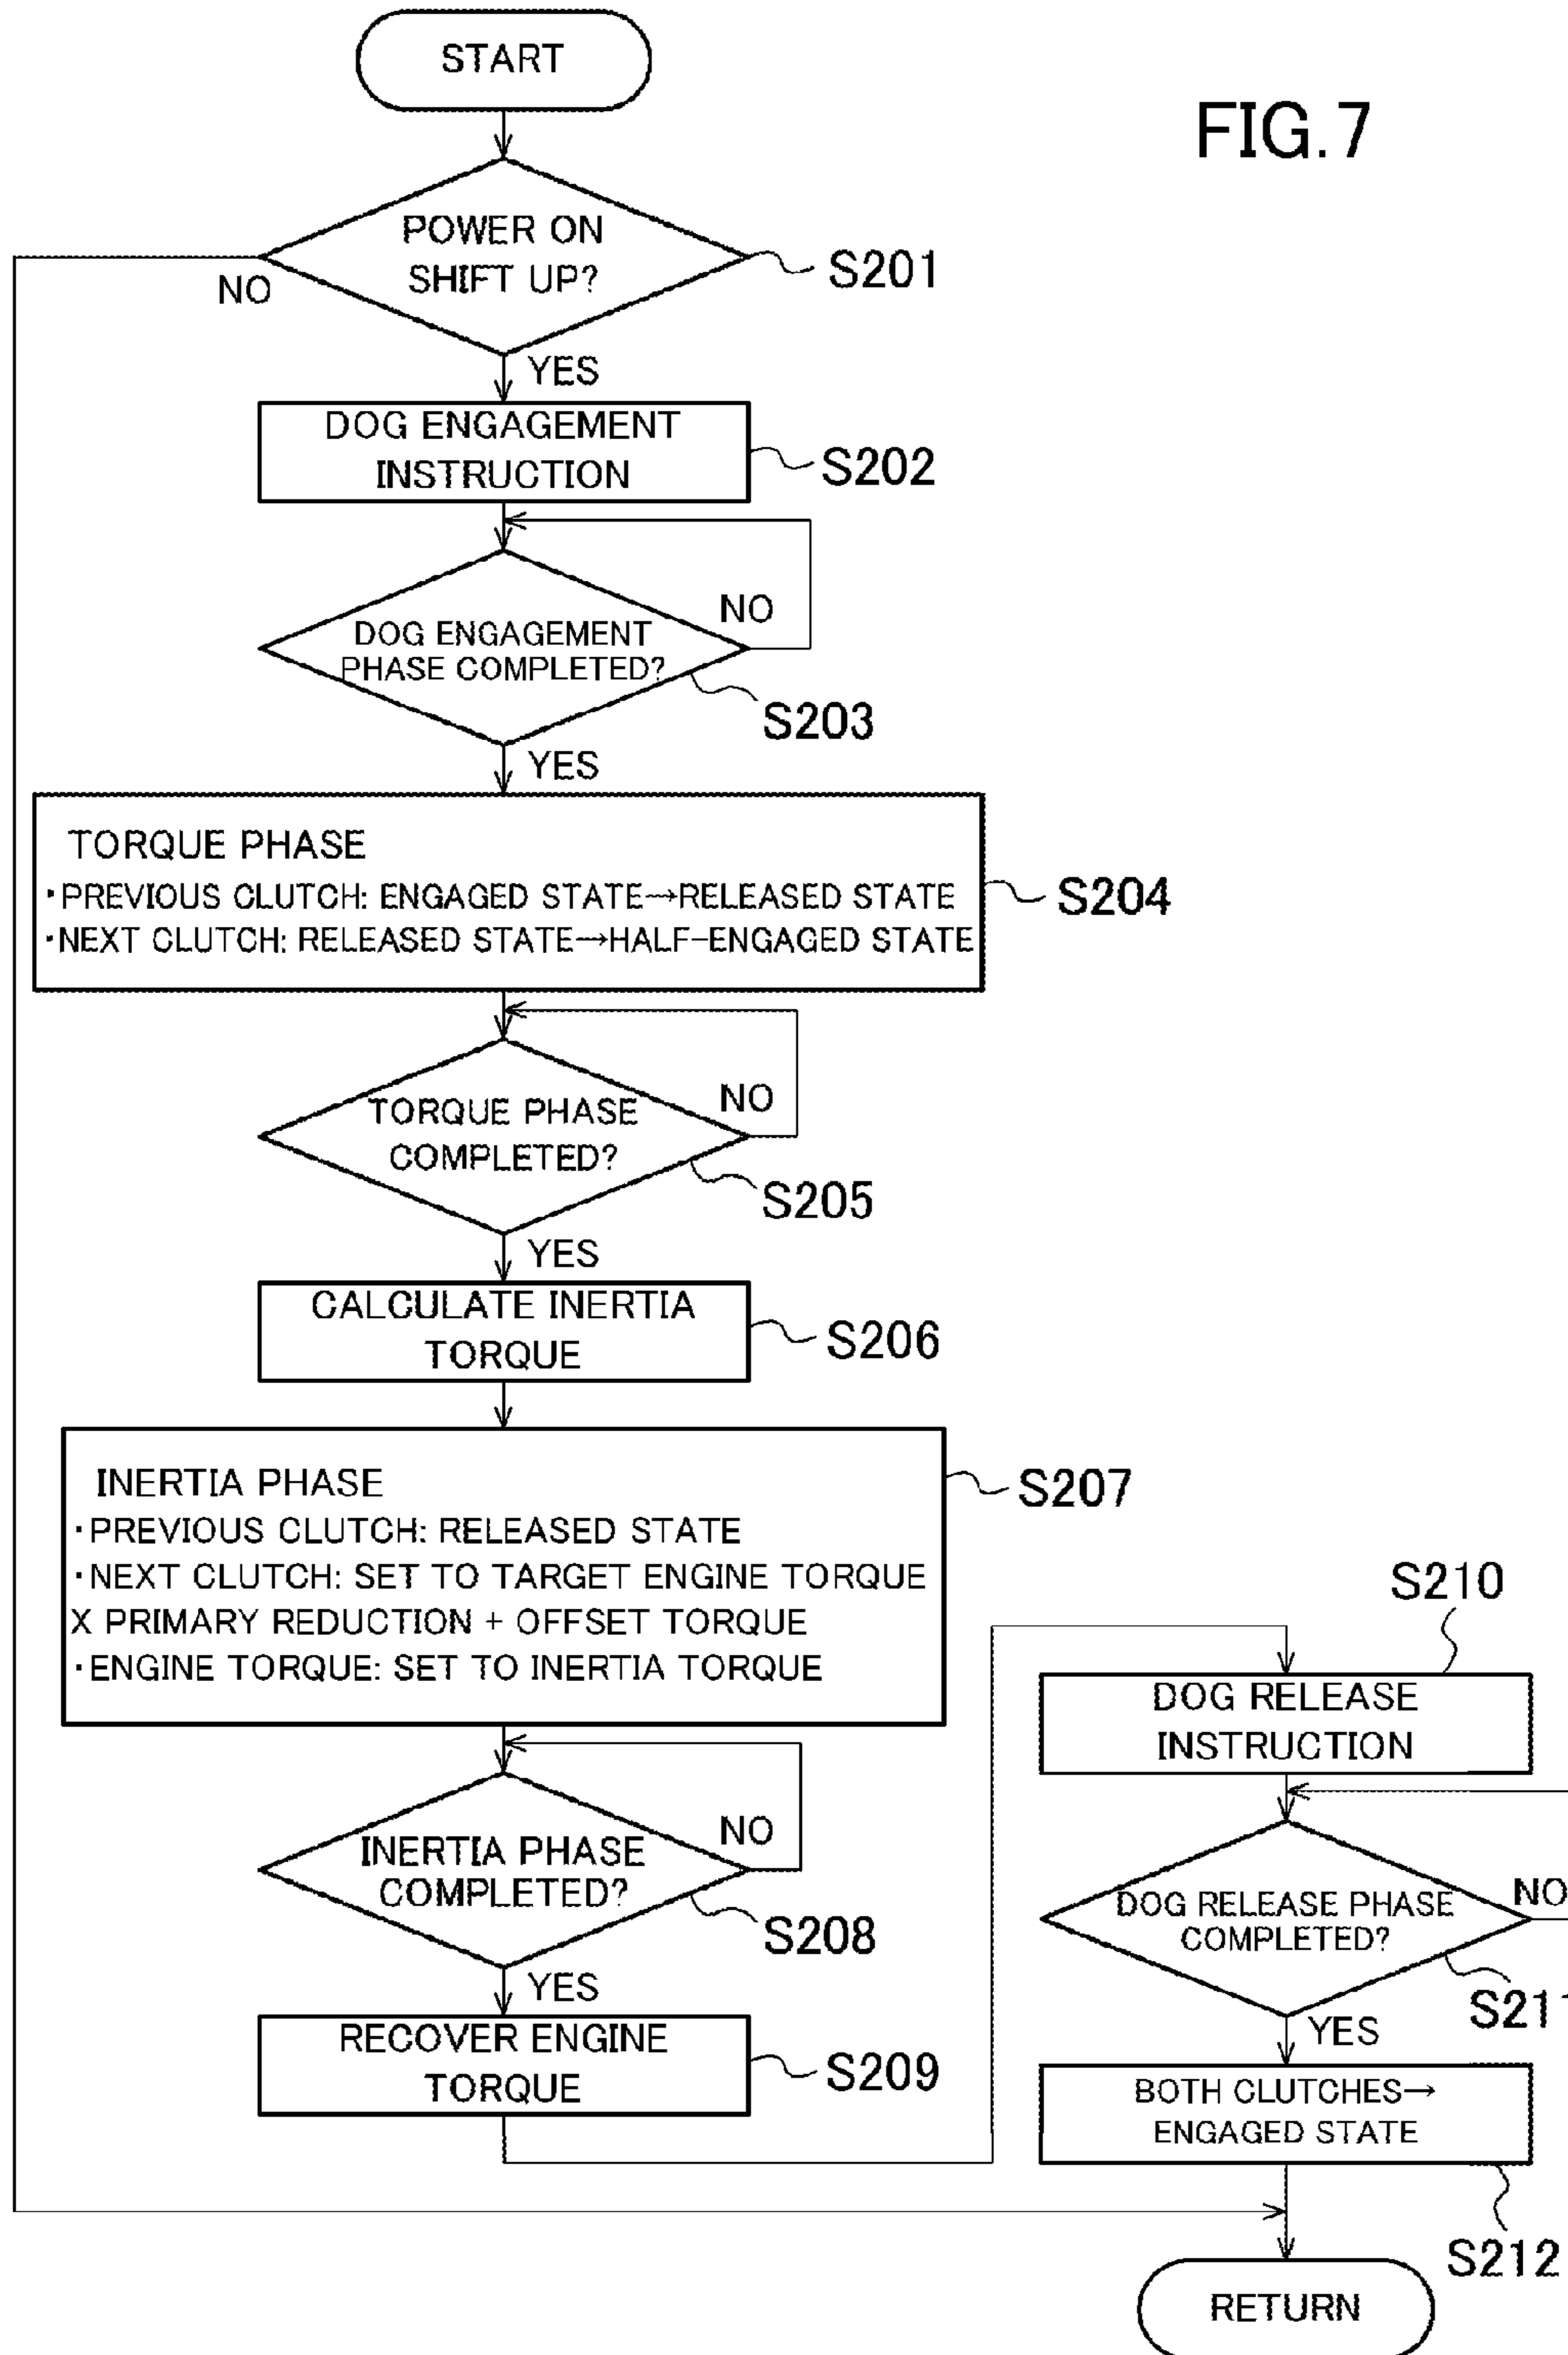 START
FIG.7
POWER ON
SHIFT UP?
S201
NO
YES
DOG ENGAGEMENT
INSTRUCTION
S202
NO
DOG ENGAGEMENT
PHASE COMPLETED?
S203
YES
TORQUE PHASE
・PREVIOUS CLUTCH: ENGAGED STATE→RELEASED STATE
・NEXT CLUTCH: RELEASED STATE→HALF-ENGAGED STATE
S204
NO
TORQUE PHASE
COMPLETED?
S205
YES
CALCULATE INERTIA
TORQUE
S206
INERTIA PHASE
・PREVIOUS CLUTCH: RELEASED STATE
・NEXT CLUTCH: SET TO TARGET ENGINE TORQUE
X PRIMARY REDUCTION + OFFSET TORQUE
・ENGINE TORQUE: SET TO INERTIA TORQUE
S207
NO
INERTIA PHASE
COMPLETED?
S208
YES
RECOVER ENGINE
TORQUE
S209
S210
DOG RELEASE
INSTRUCTION
NO
DOG RELEASE PHASE
COMPLETED?
S211
YES
BOTH CLUTCHES→
ENGAGED STATE
S212
RETURN